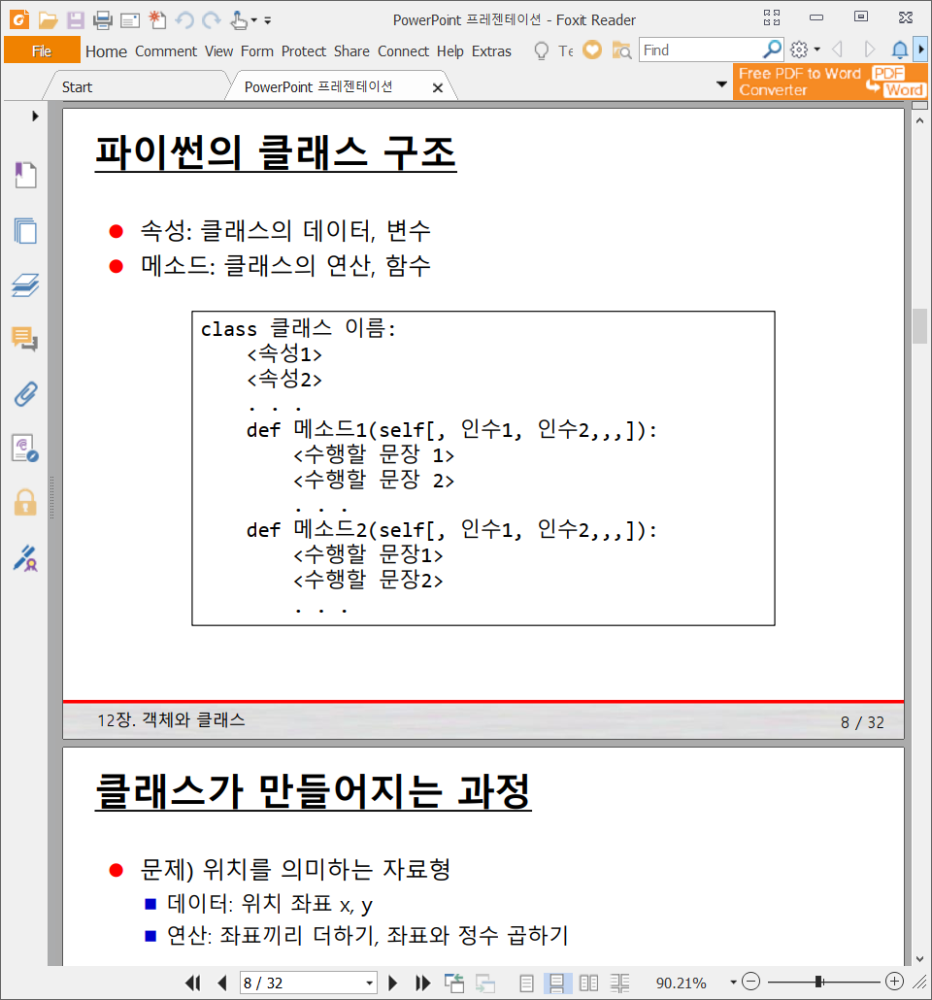 PowerPoint 프레젠테이션 - Foxit Reader
File Home Comment View Form Protect Share Connect Help Extras Te Find
Start
PowerPoint 프레젠테이션
Free PDF to Word Converter
PDF
Word
파이썬의 클래스 구조
속성: 클래스의 데이터, 변수
메소드: 클래스의 연산, 함수
class 클래스 이름:
<속성1>
<속성2>
. . .
def 메소드1(self[, 인수1, 인수2,,,]):
<수행할 문장 1>
<수행할 문장 2>
. . .
def 메소드2(self[, 인수1, 인수2,,,]):
<수행할 문장1>
<수행할 문장2>
. . .
12장. 객체와 클래스
8 / 32
클래스가 만들어지는 과정
문제) 위치를 의미하는 자료형
데이터: 위치 좌표 x, y
연산: 좌표끼리 더하기, 좌표와 정수 곱하기
8 / 32
90.21%